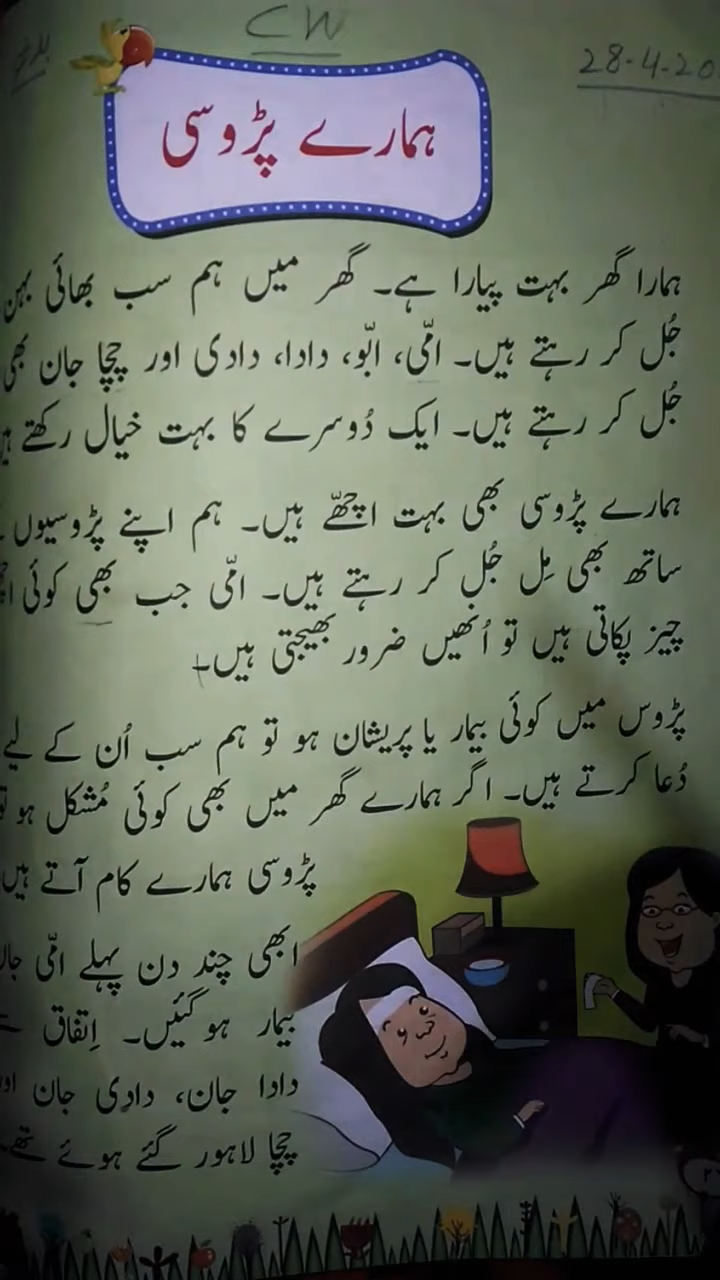 CW
28-4-20
ہمارے پڑوسی
ہمارا گھر بہت پیارا ہے۔ گھر میں ہم سب بھائی بہن
جُل کر رہتے ہیں۔ امّی، ابّو، دادا، دادی اور چچا جان بھی
جُل کر رہتے ہیں۔ ایک دُوسرے کا بہت خیال رکھتے
ہمارے پڑوسی بھی بہت اچھّے ہیں۔ ہم اپنے پڑوسیوں
ساتھ بھی مِل جُل کر رہتے ہیں۔ امّی جب بھی کوئی
چیز پکاتی ہیں تو اُنھیں ضرور بھیجتی ہیں۔
پڑوس میں کوئی بیمار یا پریشان ہو تو ہم سب اُن کے لیے
دُعا کرتے ہیں۔ اگر ہمارے گھر میں بھی کوئی مُشکل ہو
پڑوسی ہمارے کام آتے ہیں
ابھی چند دن پہلے امّی
بیمار ہو گئیں۔ اِتفاق
دادا جان، دادی جان
چچا لاہور گئے ہوئے تھے۔